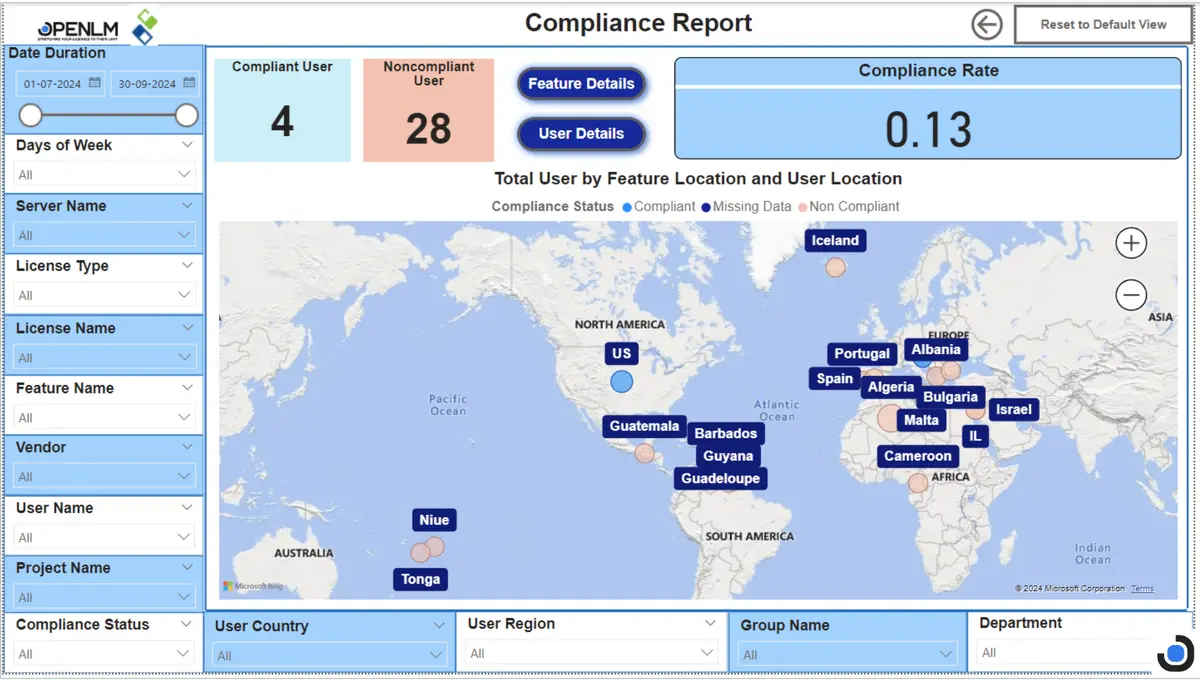 OPENLM
Compliance Report
Reset to Default View
Date Duration
01-07-2024
30-09-2024
Days of Week
All
Server Name
All
License Type
All
License Name
All
Feature Name
All
Vendor
All
User Name
All
Project Name
All
Compliance Status
All
Compliant User
4
Noncompliant
User
28
Feature Details
User Details
Compliance Rate
0.13
Total User by Feature Location and User Location
Compliance Status Compliant Missing Data Non Compliant
Iceland
ASIA
NORTH AMERICA
EUROPE
US
Portugal
Albania
Spain
Algeria
Bulgaria
Pacific
Ocean
Atlantic
Ocean
Israel
Guatemala
Barbados
Malta
IL
Guyana
Cameroon
Guadeloupe
AFRICA
Niue
SOUTH AMERICA
AUSTRALIA
Indian
Ocean
Tonga
Microsoft Bing
© 2024 Microsoft Corporation Terms
User Country
All
User Region
All
Group Name
All
Department
All